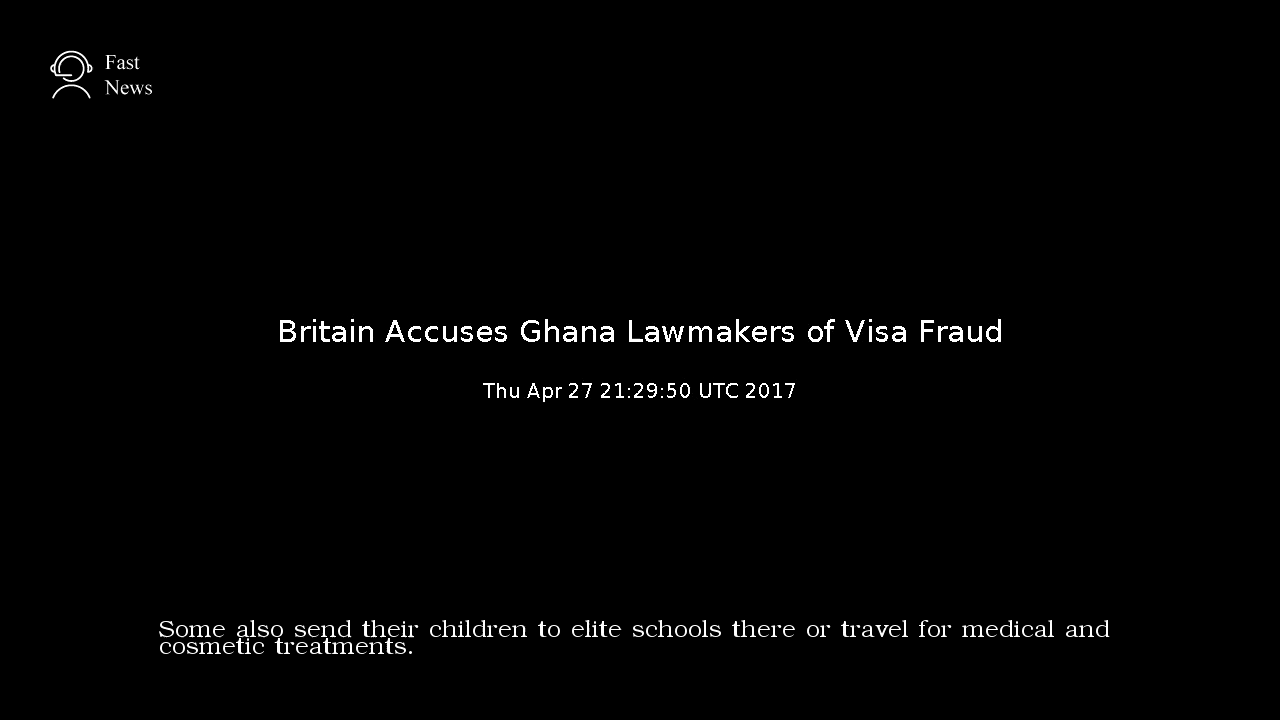 Fast
News
Britain Accuses Ghana Lawmakers of Visa Fraud
Thu Apr 27 21:29:50 UTC 2017
Some also send their children to elite schools there or travel for medical and
cosmetic treatments.